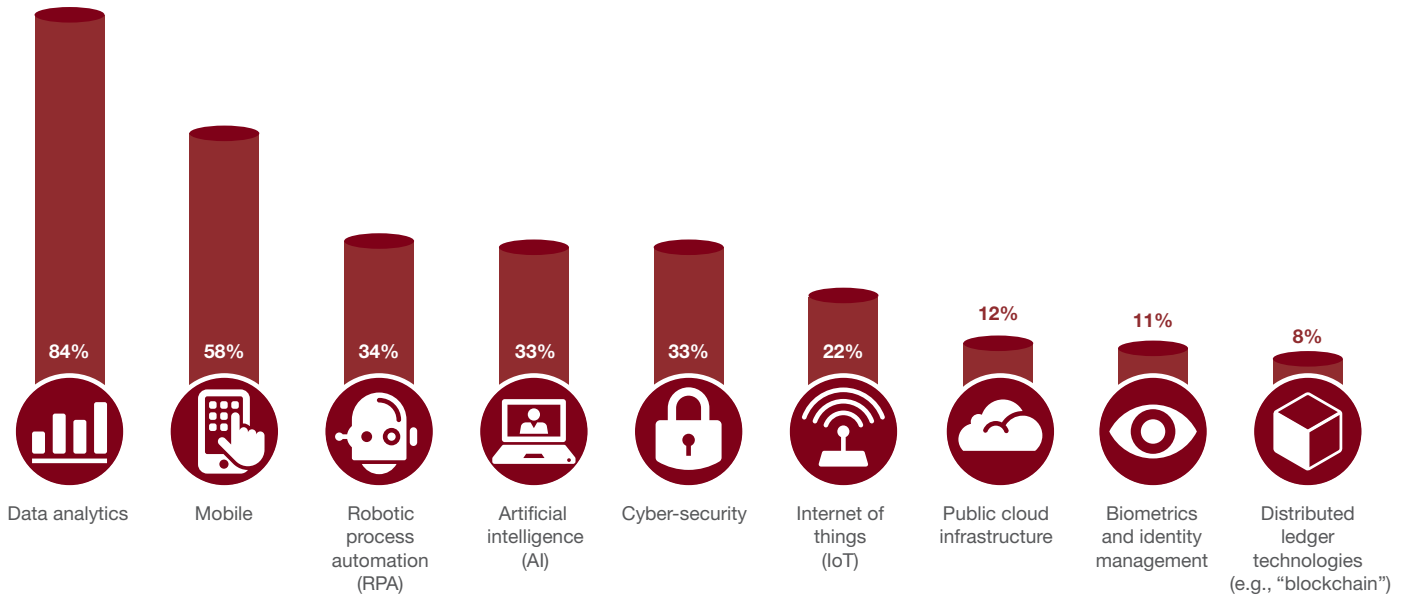 84%
58%
34%
33%
33%
22%
12%
11%
8%
Data analytics
Mobile
Robotic
process
automation
(RPA)
Artificial
intelligence
(AI)
Cyber-security
Internet of
things
(IoT)
Public cloud
infrastructure
Biometrics
and identity
management
Distributed
ledger
technologies
(e.g., “blockchain”)